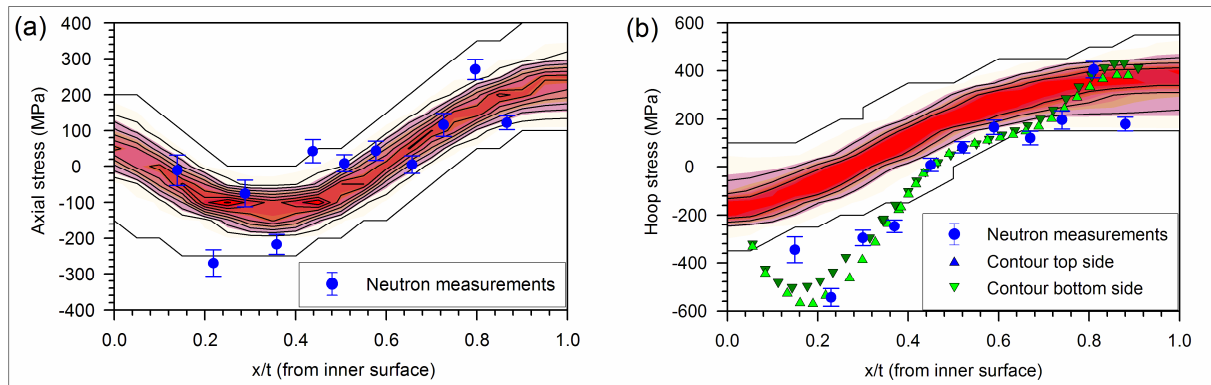 (a)
400
300
200
100
0
-100
-200
-300
-400
Axial stress (MPa)
0.0 0.2 0.4 0.6 0.8 1.0
x/t (from inner surface)
Neutron measurements
(b)
600
400
200
0
-200
-400
-600
Hoop stress (MPa)
0.0 0.2 0.4 0.6 0.8 1.0
x/t (from inner surface)
Neutron measurements
Contour top side
Contour bottom side